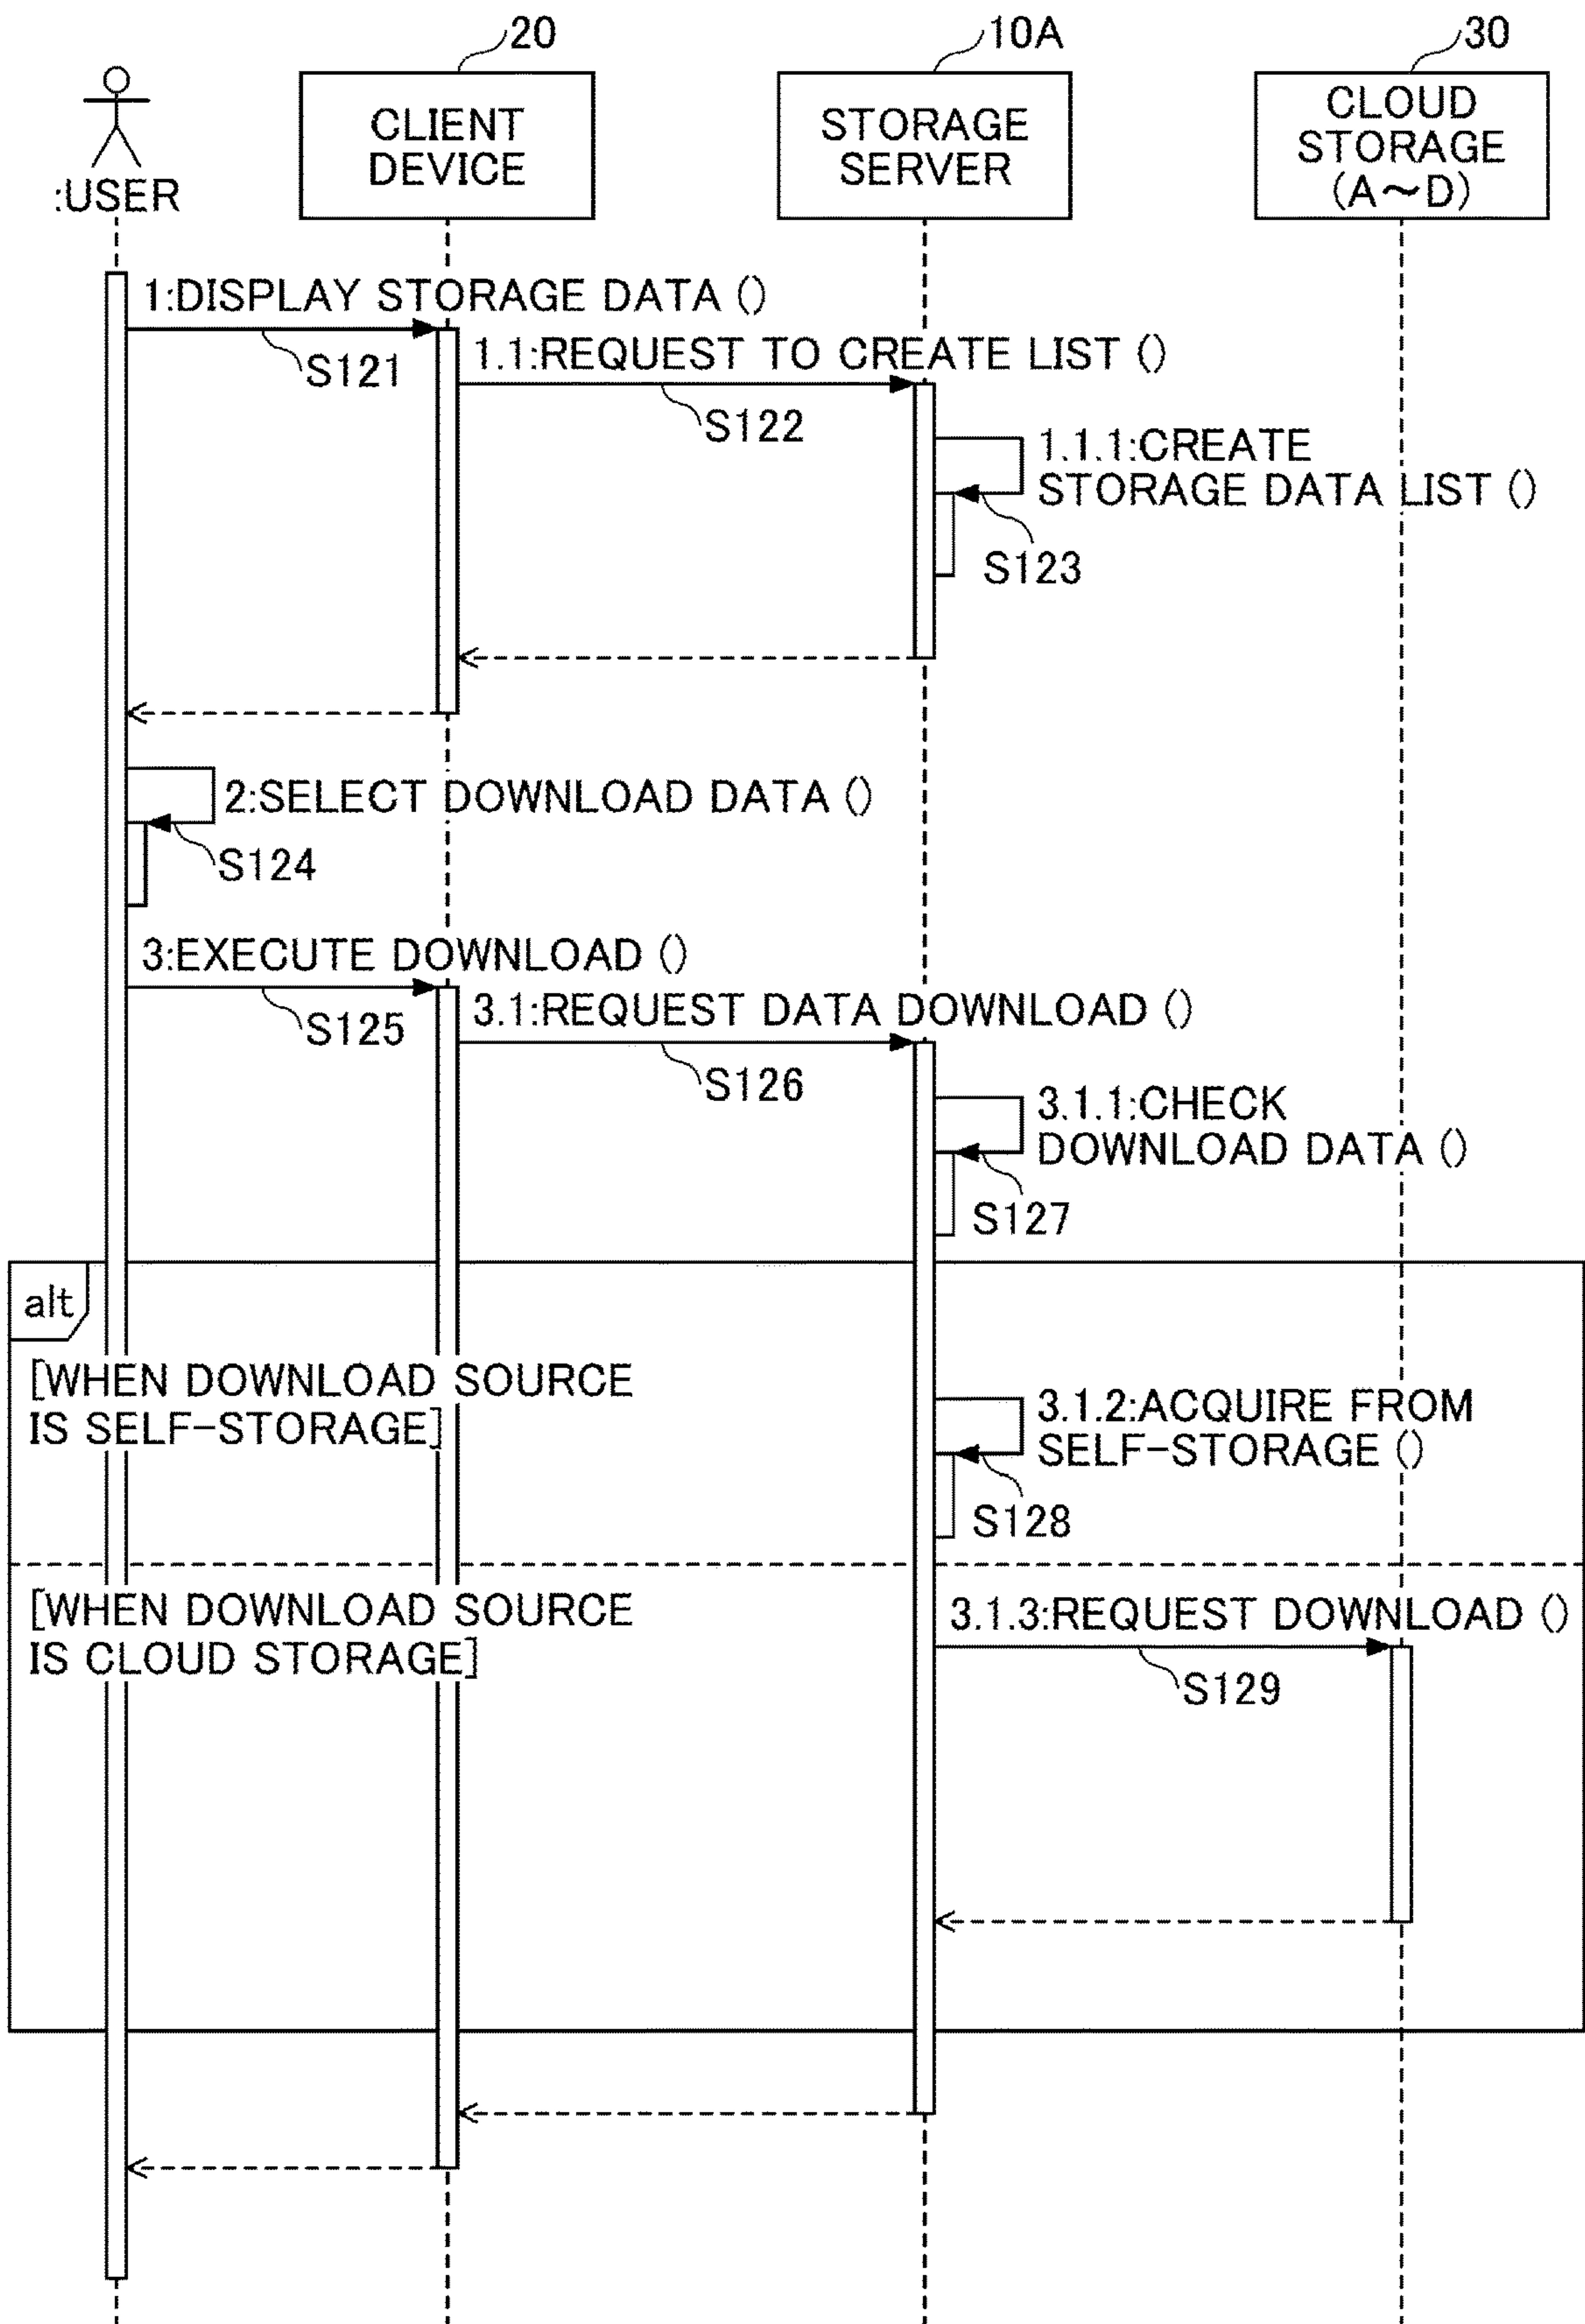 20
10A
30
:USER
CLIENT
DEVICE
STORAGE
SERVER
CLOUD
STORAGE
(A～D)
1:DISPLAY STORAGE DATA ()
S121
1.1:REQUEST TO CREATE LIST ()
S122
1.1.1:CREATE
STORAGE DATA LIST ()
S123
2:SELECT DOWNLOAD DATA ()
S124
3:EXECUTE DOWNLOAD ()
S125
3.1:REQUEST DATA DOWNLOAD ()
S126
3.1.1:CHECK
DOWNLOAD DATA ()
S127
alt
[WHEN DOWNLOAD SOURCE
IS SELF-STORAGE]
3.1.2:ACQUIRE FROM
SELF-STORAGE ()
S128
[WHEN DOWNLOAD SOURCE
IS CLOUD STORAGE]
3.1.3:REQUEST DOWNLOAD ()
S129